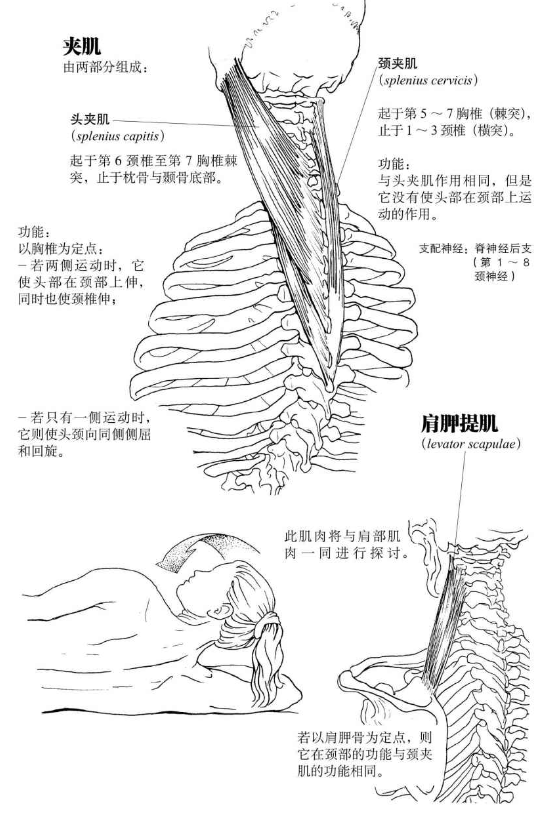 夹肌
由两部分组成：
头夹肌
(splenius capitis)
起于第 6 颈椎至第 7 胸椎棘
突，止于枕骨与颞骨底部。
功能：
以胸椎为定点：
– 若两侧运动时，它
使头部在颈部上伸，
同时也使颈椎伸；
– 若只有一侧运动时，
它则使头颈向同侧侧屈
和回旋。
颈夹肌
(splenius cervicis)
起于第 5 ～ 7 胸椎（棘突），
止于 1 ～ 3 颈椎（横突）。
功能：
与头夹肌作用相同，但是
它没有使头部在颈部上运
动的作用。
支配神经：脊神经后支
（第 1 ～ 8
颈神经）
肩胛提肌
(levator scapulae)
此肌肉将与肩部肌
肉一同进行探讨。
若以肩胛骨为定点，则
它在颈部的功能与颈夹
肌的功能相同。